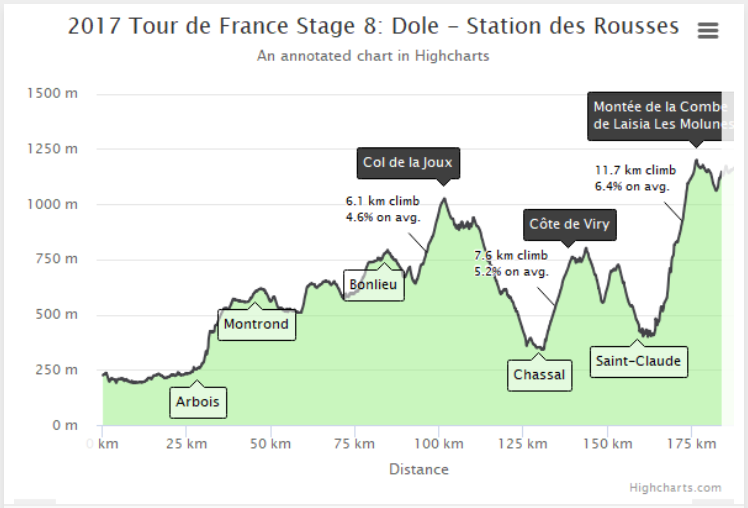 2017 Tour de France Stage 8: Dole - Station des Rousses
An annotated chart in Highcharts
1500 m
1250 m
1000 m
750 m
500 m
250 m
0 m
Montée de la Combe
de Laisia Les Molunes
Col de la Joux
11.7 km climb
6.4% on avg.
6.1 km climb
4.6% on avg.
Côte de Viry
7.6 km climb
5.2% on avg.
Bonlieu
Montrond
Saint-Claude
Chassal
Arbois
0 km
25 km
50 km
75 km
100 km
125 km
150 km
175 km
Distance
Highcharts.com